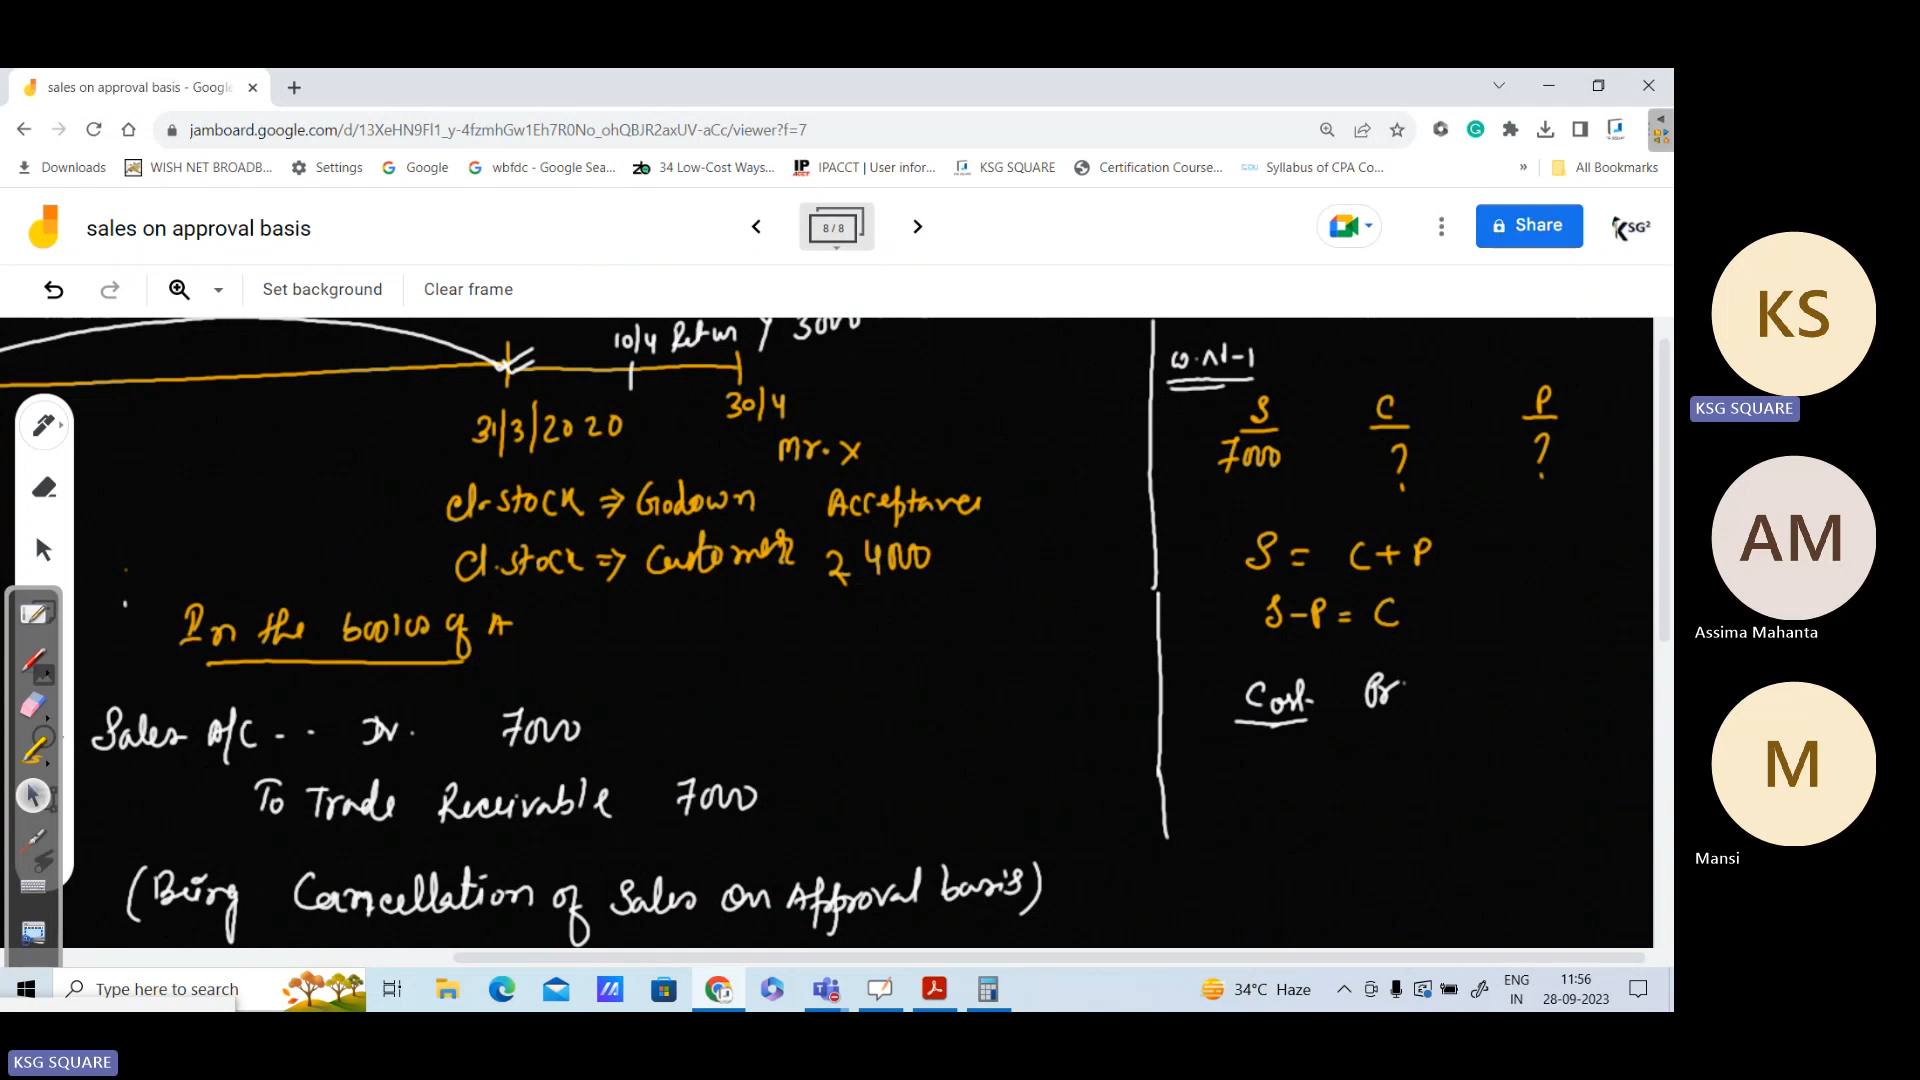 sales on approval basis - Google
jamboard.google.com/d/13XeHN9Fl1_y-4fzmhGw1Eh7R0No_ohQBJR2axUV-aCc/viewer?f=7
Downloads WISH NET BROADB... Settings Google wbfdc - Google Sea... 34 Low-Cost Ways... IP IPACCT | User infor... KSG SQUARE Certification Course... Syllabus of CPA Co... » All Bookmarks
sales on approval basis
8 / 8
Share
KSG²
Set background Clear frame
10/4 Return 3000
31/3/2020
30/4
Mr. X
Cl. stock ⇒ Godown Acceptance
Cl. stock ⇒ Customer 4000
In the books of A
Sales A/C - - Dr. 7000
To Trade Receivable 7000
(Being Cancellation of Sales On Approval basis)
W.N-1
S C P
7000 ? ?
S = C + P
S - P = C
Cost Pr
KS
KSG SQUARE
AM
Assima Mahanta
M
Mansi
Type here to search
34°C Haze
ENG
IN
11:56
28-09-2023
KSG SQUARE